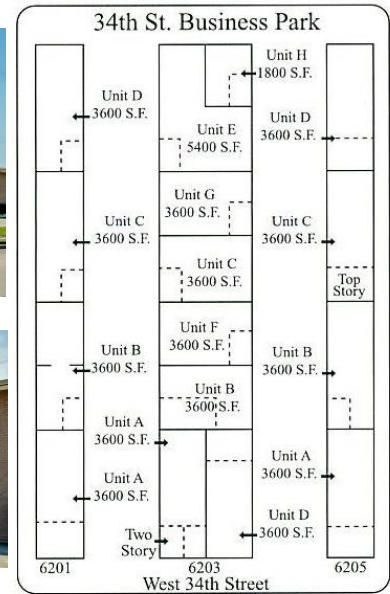 34th St. Business Park
Unit H
1800 S.F.
Unit D
3600 S.F.
Unit E
5400 S.F.
Unit D
3600 S.F.
Unit G
3600 S.F.
Unit C
3600 S.F.
Unit C
3600 S.F.
Unit C
3600 S.F.
Top
Story
Unit F
3600 S.F.
Unit B
3600 S.F.
Unit B
3600 S.F.
Unit B
3600 S.F.
Unit A
3600 S.F.
Unit A
3600 S.F.
Unit A
3600 S.F.
Unit D
3600 S.F.
Two
Story
6201
6203
6205
West 34th Street